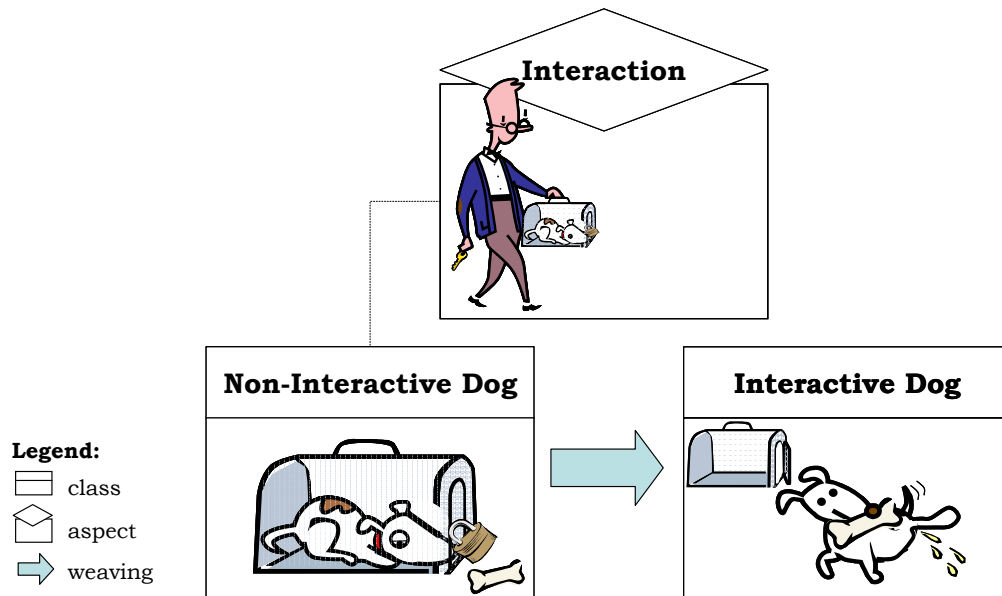 Interaction
Non-Interactive Dog
Interactive Dog
Legend:
class
aspect
weaving